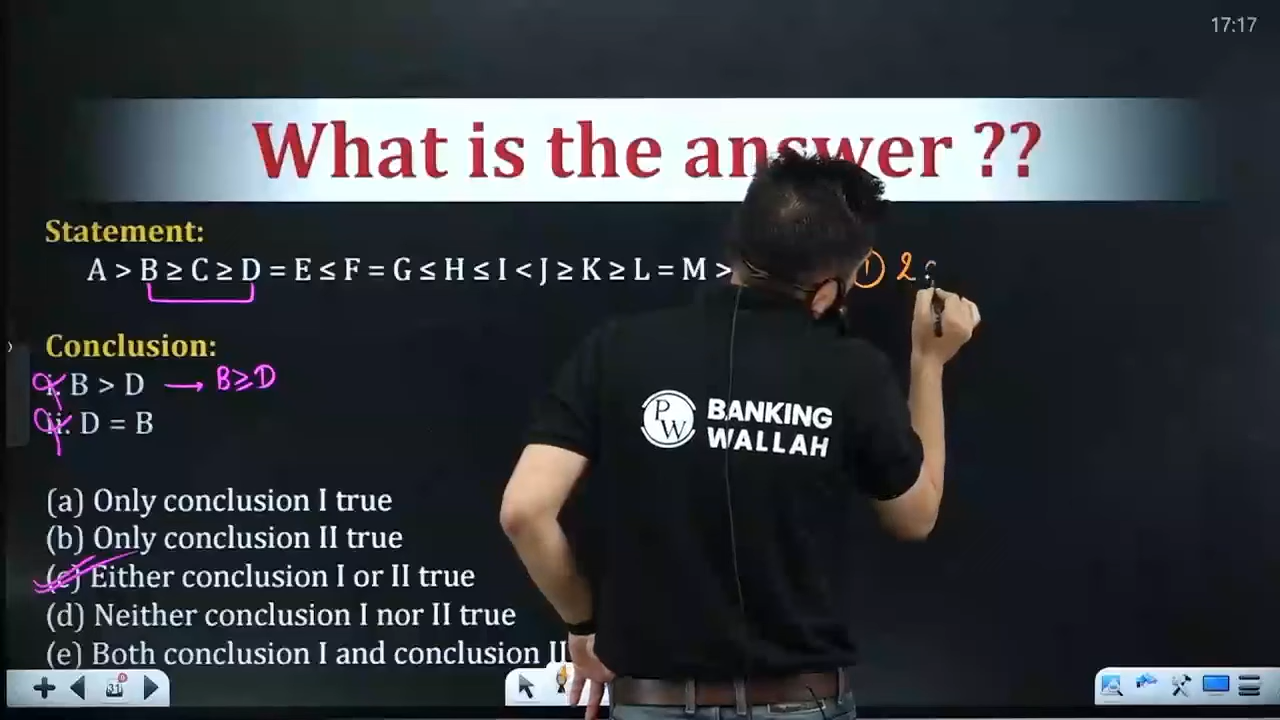 17:17
What is the answer ??
Statement:
A > B ≥ C ≥ D = E ≤ F = G ≤ H ≤ I < J ≥ K ≥ L = M >
① 2
Conclusion:
i. B > D → B≥D
ii. D = B
PW BANKING WALLAH
(a) Only conclusion I true
(b) Only conclusion II true
(c) Either conclusion I or II true
(d) Neither conclusion I nor II true
(e) Both conclusion I and conclusion II